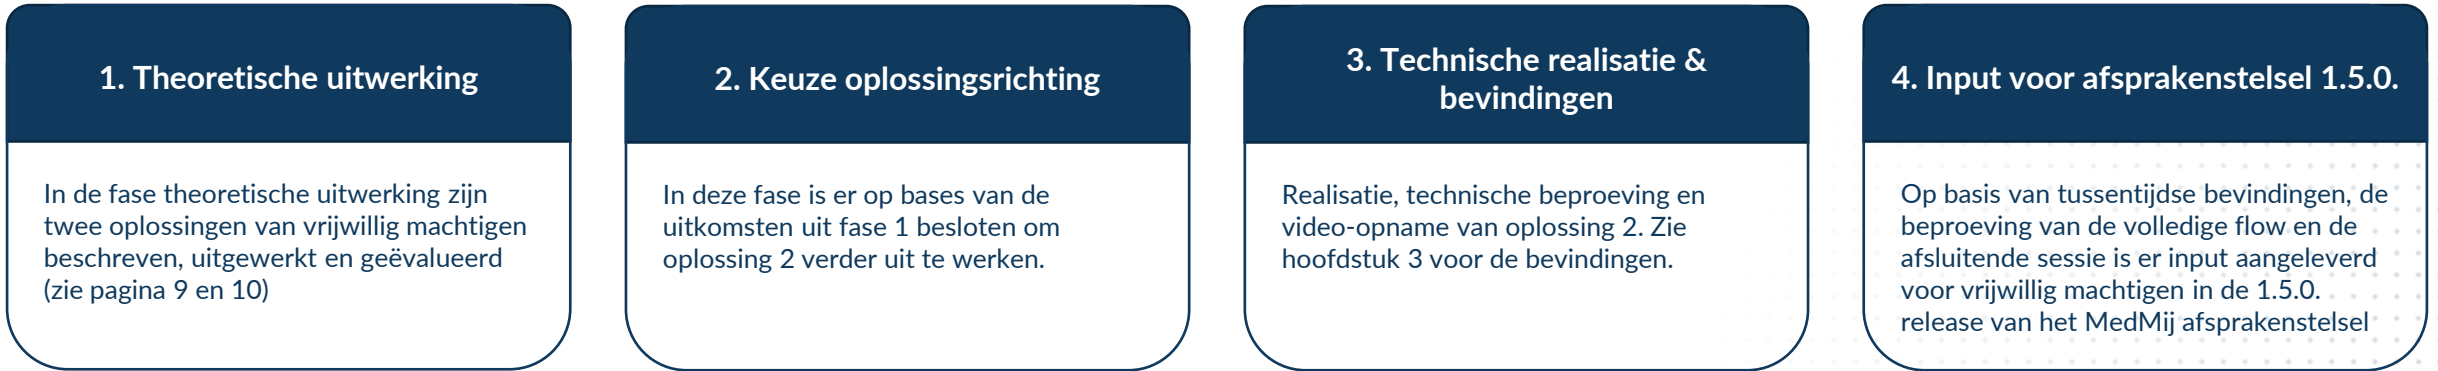 1. Theoretische uitwerking
In de fase theoretische uitwerking zijn
twee oplossingen van vrijwillig machtigen
beschreven, uitgewerkt en geëvalueerd
(zie pagina 9 en 10)
2. Keuze oplossingsrichting
In deze fase is er op bases van de
uitkomsten uit fase 1 besloten om
oplossing 2 verder uit te werken.
3. Technische realisatie &
bevindingen
Realisatie, technische beproeving en
video-opname van oplossing 2. Zie
hoofdstuk 3 voor de bevindingen.
4. Input voor afsprakenstelsel 1.5.0.
Op basis van tussentijdse bevindingen, de
beproeving van de volledige flow en de
afsluitende sessie is er input aangeleverd
voor vrijwillig machtigen in de 1.5.0.
release van het MedMij afsprakenstelsel